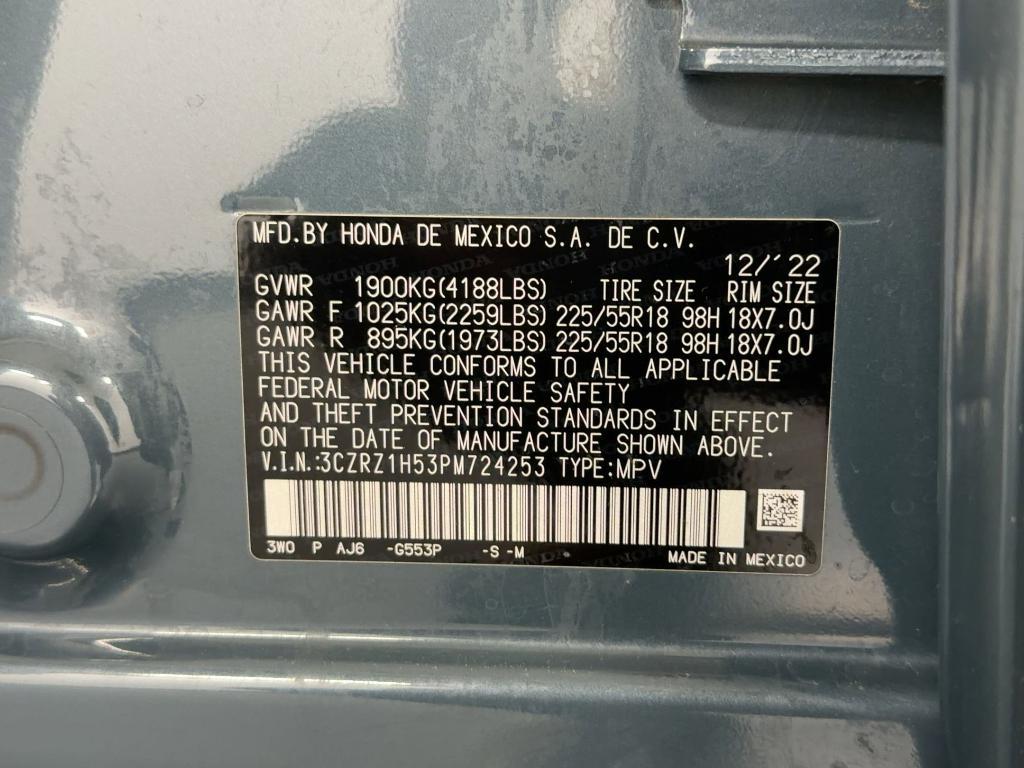 MFD.BY HONDA DE MEXICO S.A. DE C.V.
12/'22
GVWR 1900KG(4188LBS) TIRE SIZE RIM SIZE
GAWR F 1025KG(2259LBS) 225/55R18 98H 18X7.0J
GAWR R 895KG(1973LBS) 225/55R18 98H 18X7.0J
THIS VEHICLE CONFORMS TO ALL APPLICABLE
FEDERAL MOTOR VEHICLE SAFETY
AND THEFT PREVENTION STANDARDS IN EFFECT
ON THE DATE OF MANUFACTURE SHOWN ABOVE.
V.I.N.:3CZRZ1H53PM724253 TYPE:MPV
3WO P AJ6 -G553P -S -M
MADE IN MEXICO